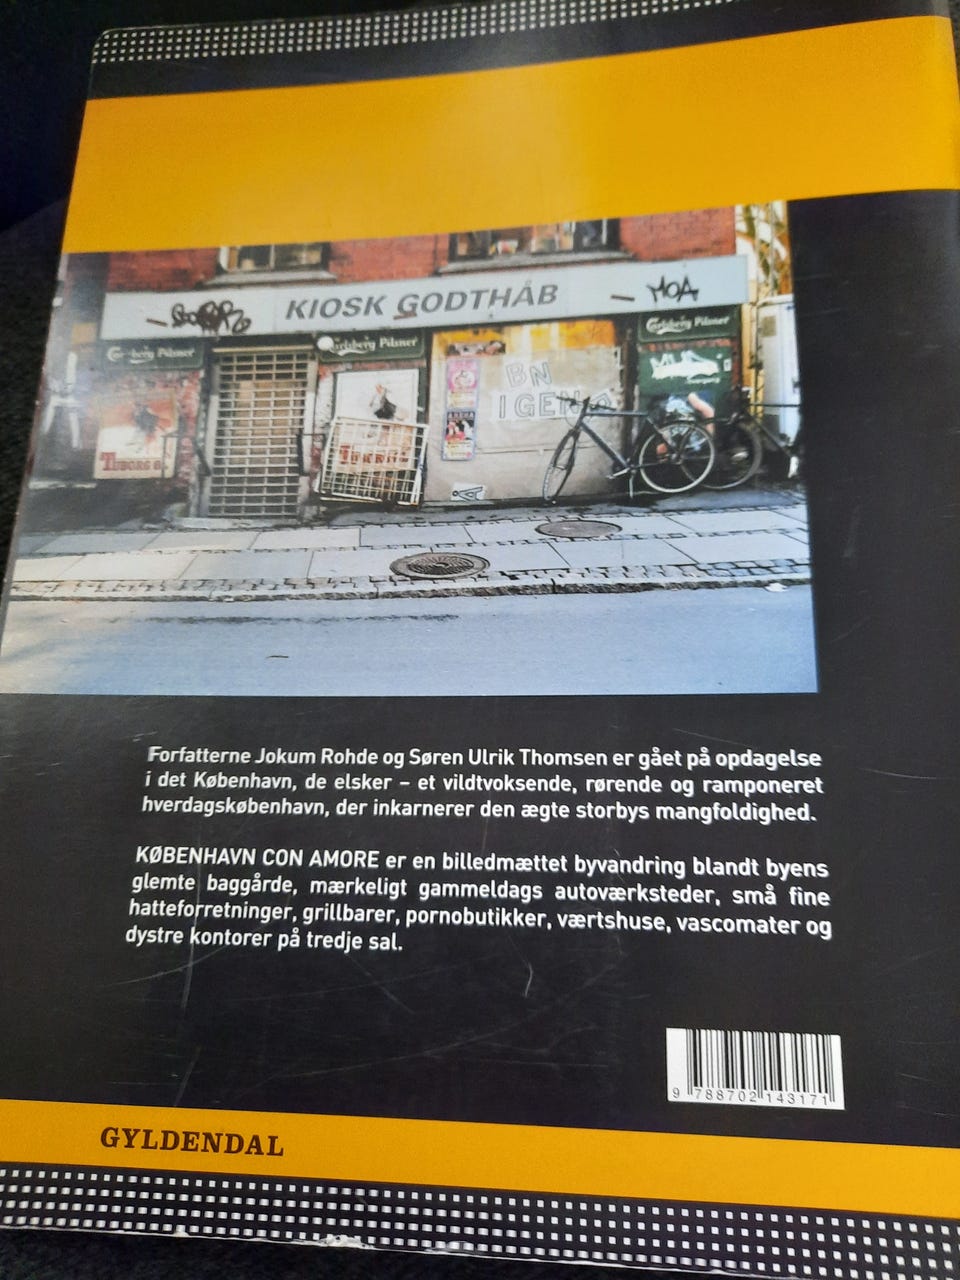 KIOSK GODTHÅB
MOA
Carlsberg Pilsner
Carlsberg Pilsner
Carlsberg Pilsner
BN
IGEN
TUBORG
Forfatterne Jokum Rohde og Søren Ulrik Thomsen er gået på opdagelse
i det København, de elsker – et vildtvoksende, rørende og ramponeret
hverdagskøbenhavn, der inkarnerer den ægte storbys mangfoldighed.
KØBENHAVN CON AMORE er en billedmættet byvandring blandt byens
glemte baggårde, mærkeligt gammeldags autoværksteder, små fine
hatteforretninger, grillbarer, pornobutikker, værtshuse, vascomater og
dystre kontorer på tredje sal.
9 788702 143171
GYLDENDAL